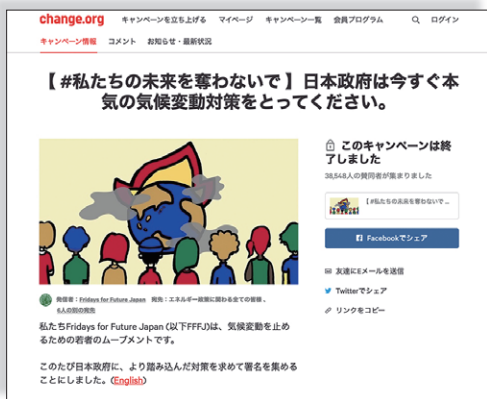 change.org キャンペーンを立ち上げる マイページ キャンペーン一覧 会員プログラム ログイン
キャンペーン情報 コメント お知らせ・最新状況
【 #私たちの未来を奪わないで 】日本政府は今すぐ本
気の気候変動対策をとってください。
このキャンペーンは終
了しました
38,548人の賛同者が集まりました
【 #私たちの未来を奪わないで ...
Facebookでシェア
友達にEメールを送信
Twitterでシェア
リンクをコピー
発信者:Fridays for Future Japan 宛先:エネルギー政策に関わる全ての皆様 、
6人の別の宛先
私たちFridays for Future Japan (以下FFFJ)は、気候変動を止め
るための若者のムーブメントです。
このたび日本政府に、より踏み込んだ対策を求めて署名を集める
ことにしました。(English)